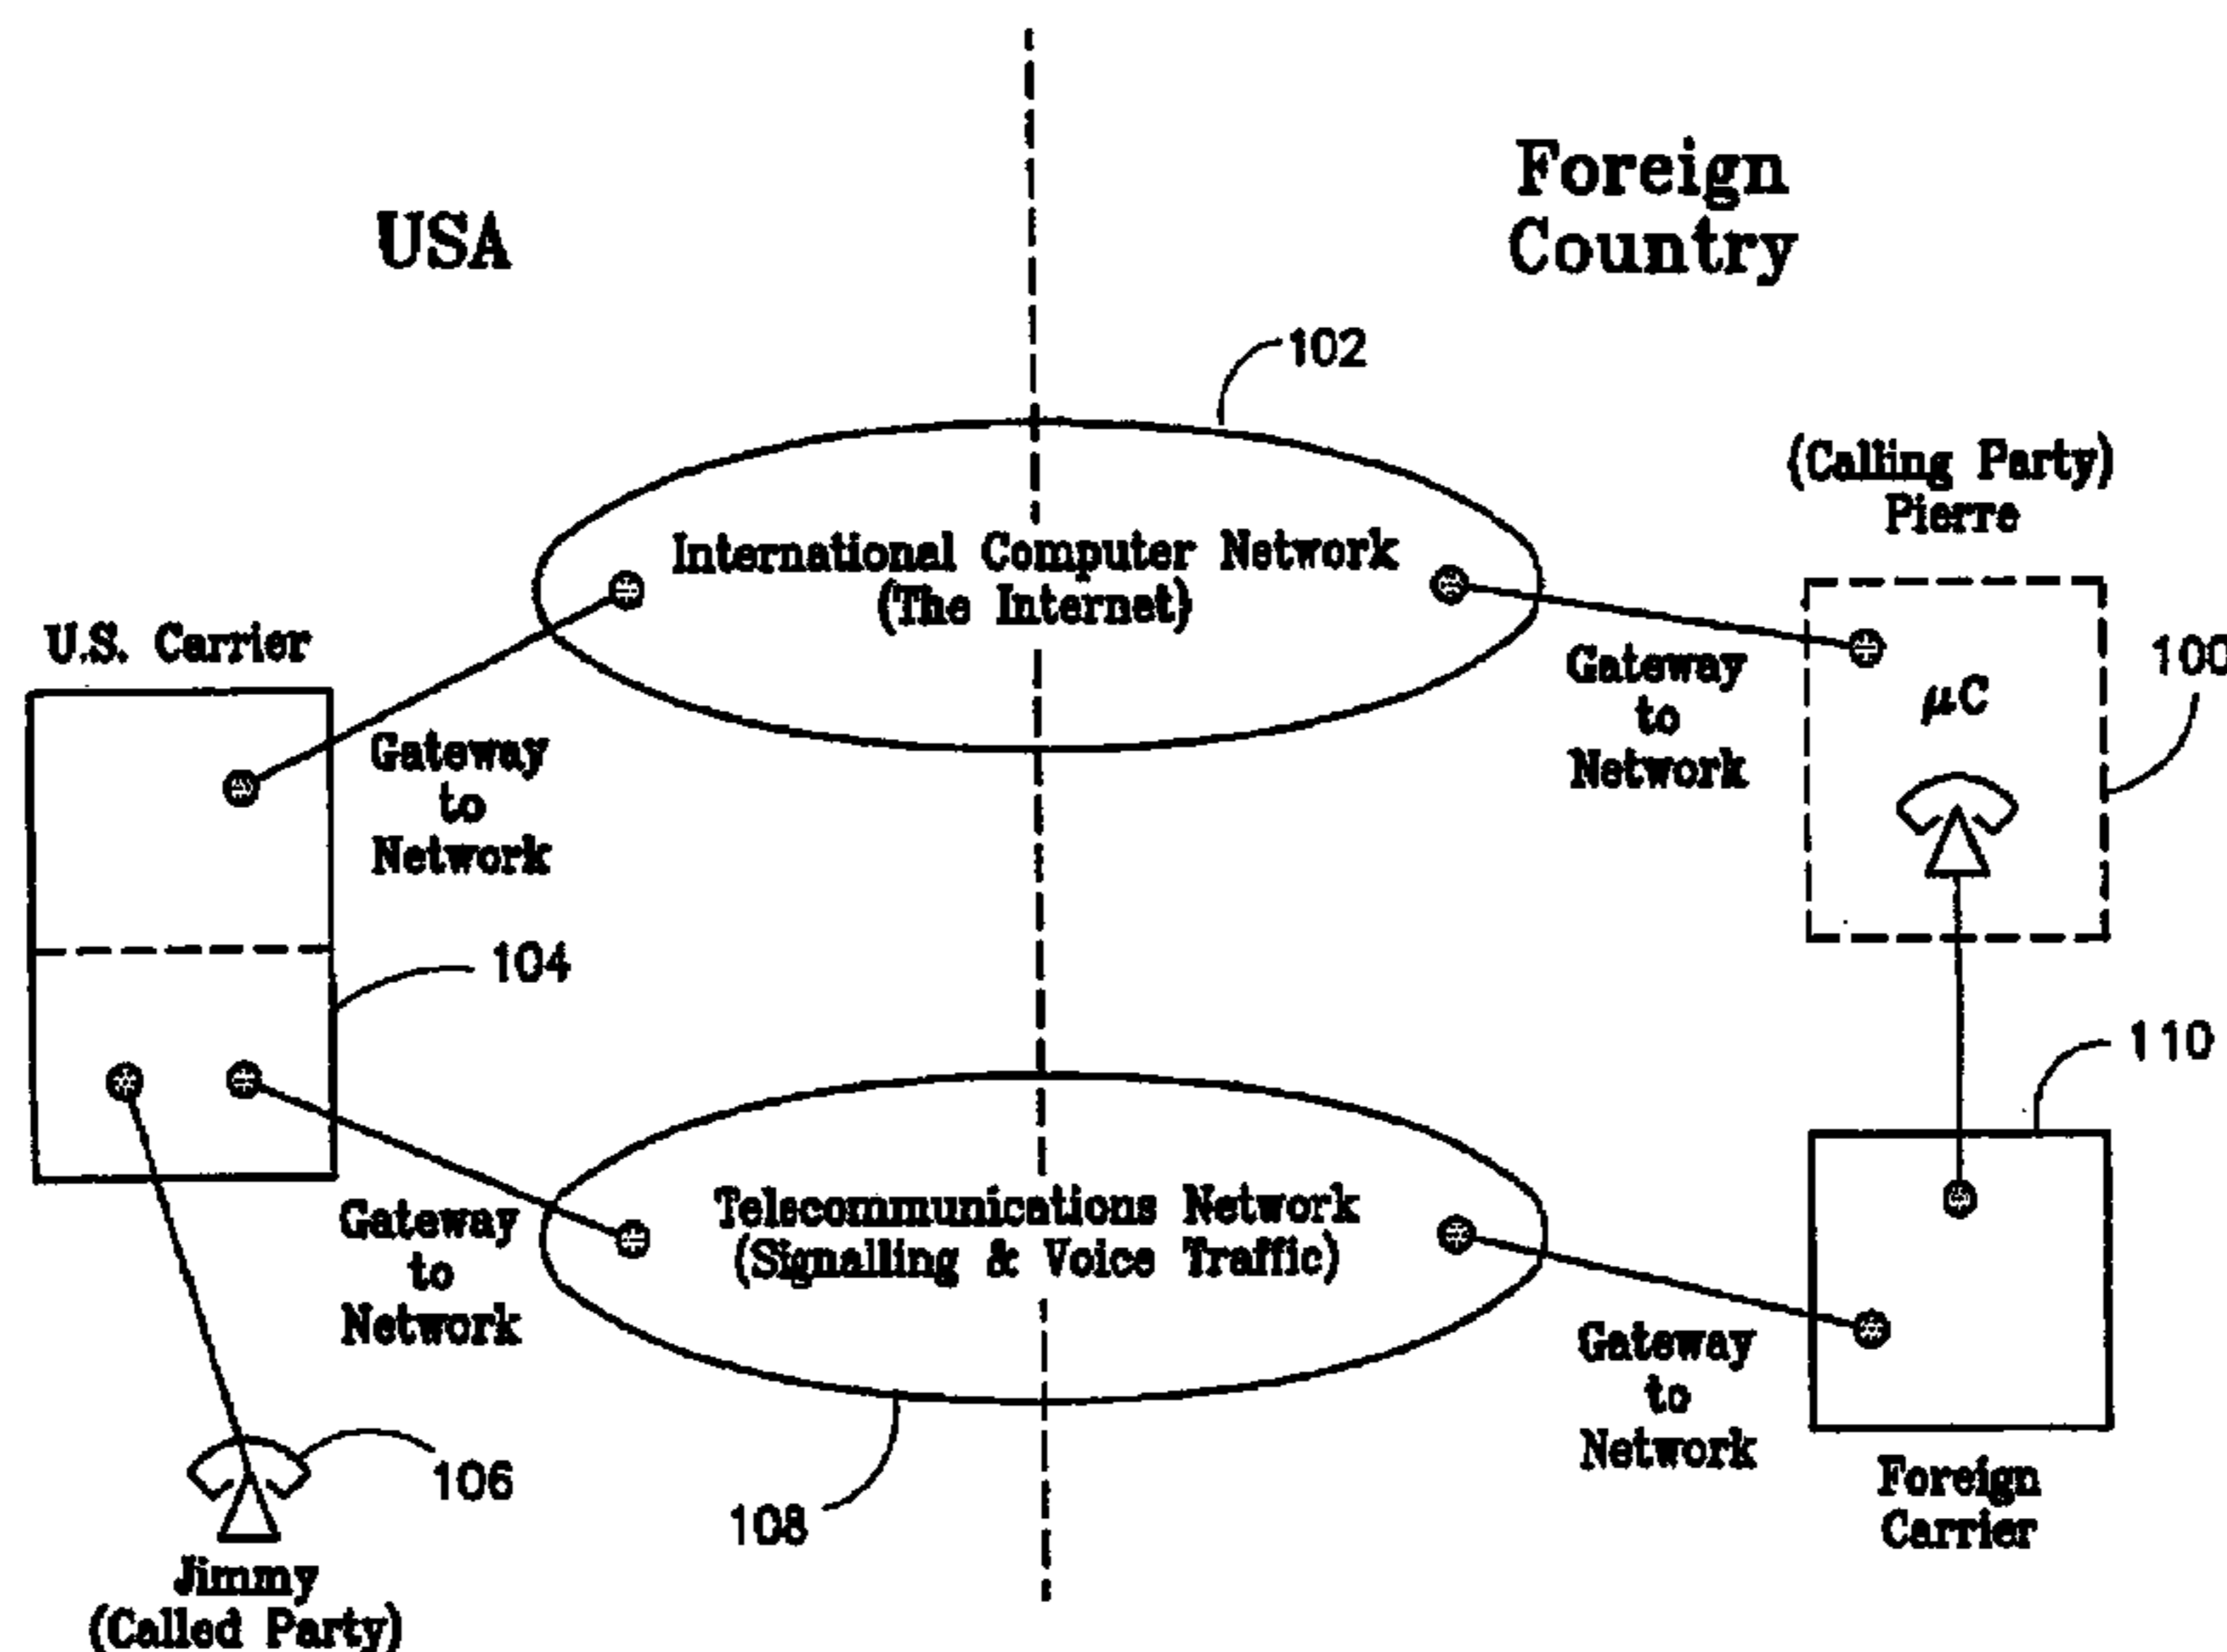 USA
Foreign
Country
102
(Calling Party)
Pierre
International Computer Network
(The Internet)
U.S. Carrier
Gateway
to
Network
100
μC
Gateway
to
Network
104
110
Telecommunications Network
(Signalling & Voice Traffic)
Gateway
to
Network
Gateway
to
Network
106
108
Foreign
Carrier
Jimmy
(Called Party)